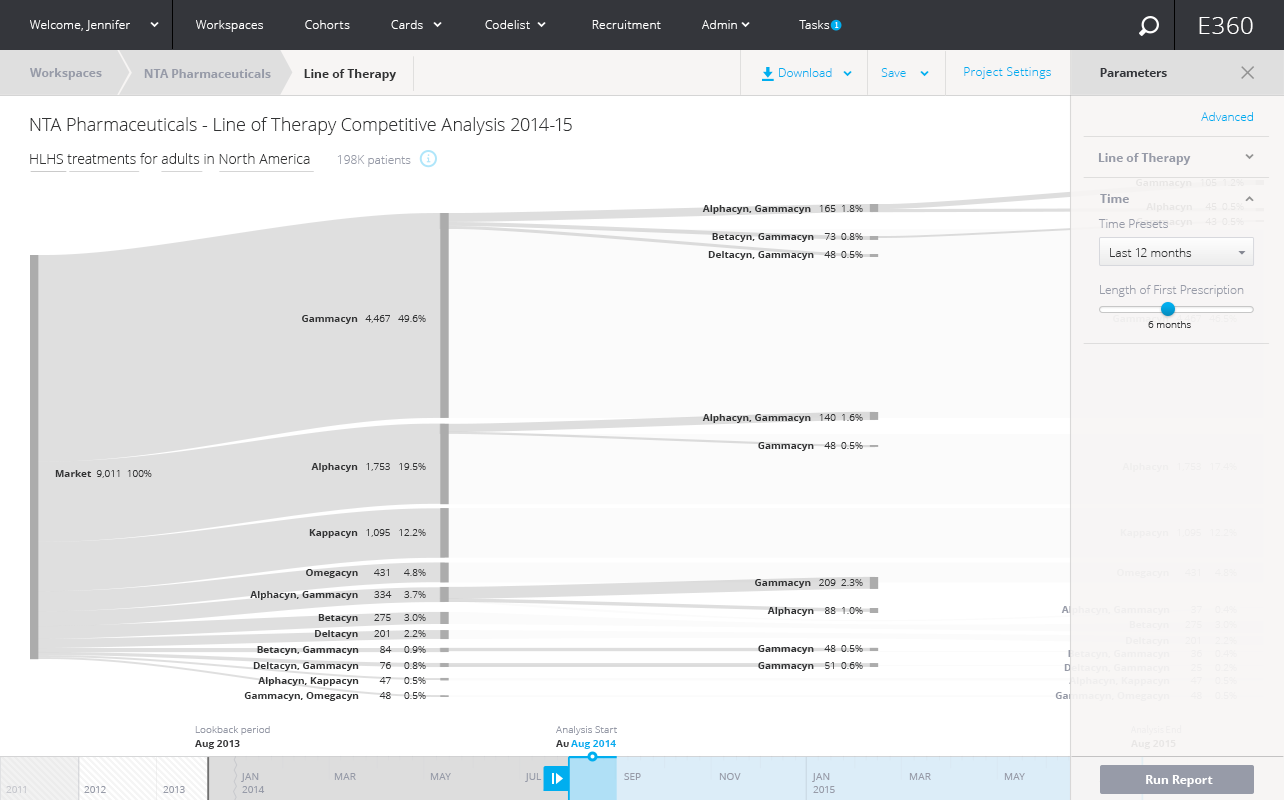 Welcome, Jennifer Workspaces Cohorts Cards Codelist Recruitment Admin Tasks 1 E360
Workspaces NTA Pharmaceuticals Line of Therapy Download Save Project Settings Parameters
NTA Pharmaceuticals - Line of Therapy Competitive Analysis 2014-15
HLHS treatments for adults in North America 198K patients
Advanced
Line of Therapy
Time
Time Presets
Last 12 months
Length of First Prescription
6 months
Market 9,011 100%
Gammacyn 4,467 49.6%
Alphacyn 1,753 19.5%
Kappacyn 1,095 12.2%
Omegacyn 431 4.8%
Alphacyn, Gammacyn 334 3.7%
Betacyn 275 3.0%
Deltacyn 201 2.2%
Betacyn, Gammacyn 84 0.9%
Deltacyn, Gammacyn 76 0.8%
Alphacyn, Kappacyn 47 0.5%
Gammacyn, Omegacyn 48 0.5%
Alphacyn, Gammacyn 165 1.8%
Betacyn, Gammacyn 73 0.8%
Deltacyn, Gammacyn 48 0.5%
Alphacyn, Gammacyn 140 1.6%
Gammacyn 48 0.5%
Gammacyn 209 2.3%
Alphacyn 88 1.0%
Gammacyn 48 0.5%
Gammacyn 51 0.6%
Lookback period
Aug 2013
Analysis Start
Au Aug 2014
Aug 2015
2011 2012 2013 JAN 2014 MAR MAY JUL SEP NOV JAN 2015 MAR MAY
Run Report